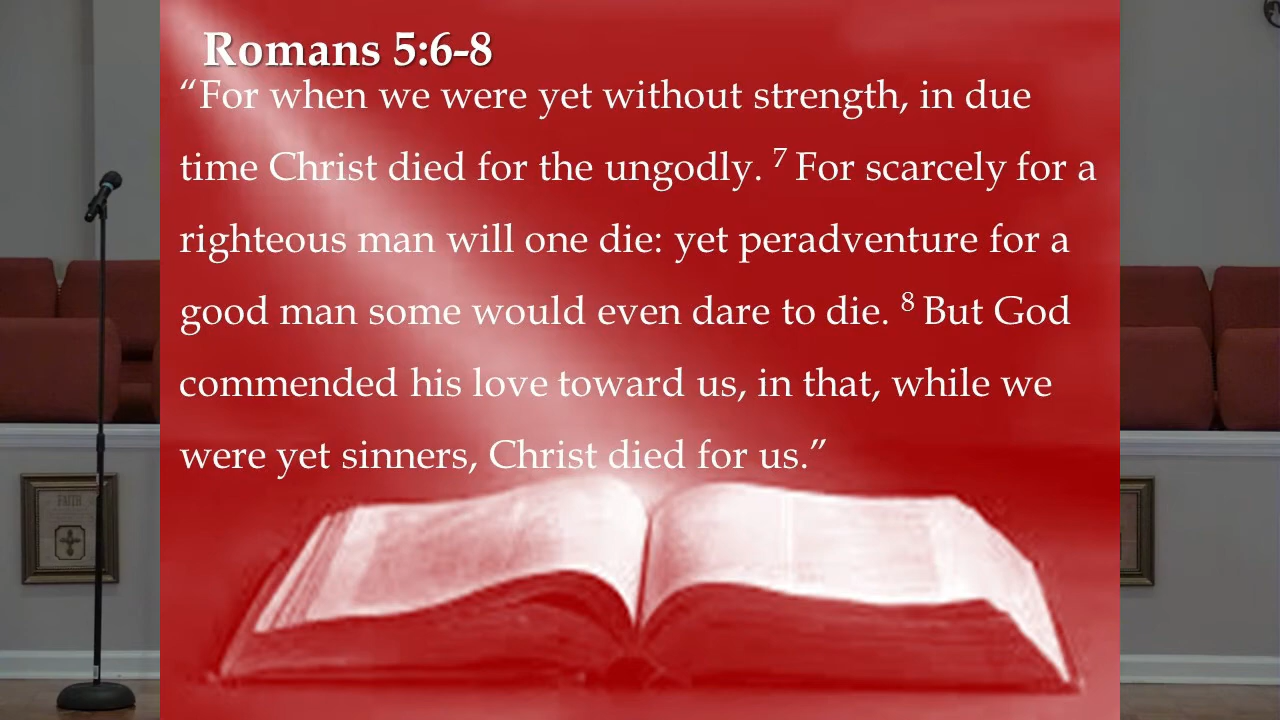 Romans 5:6-8
“For when we were yet without strength, in due
time Christ died for the ungodly. 7 For scarcely for a
righteous man will one die: yet peradventure for a
good man some would even dare to die. 8 But God
commended his love toward us, in that, while we
were yet sinners, Christ died for us.”
FAITH